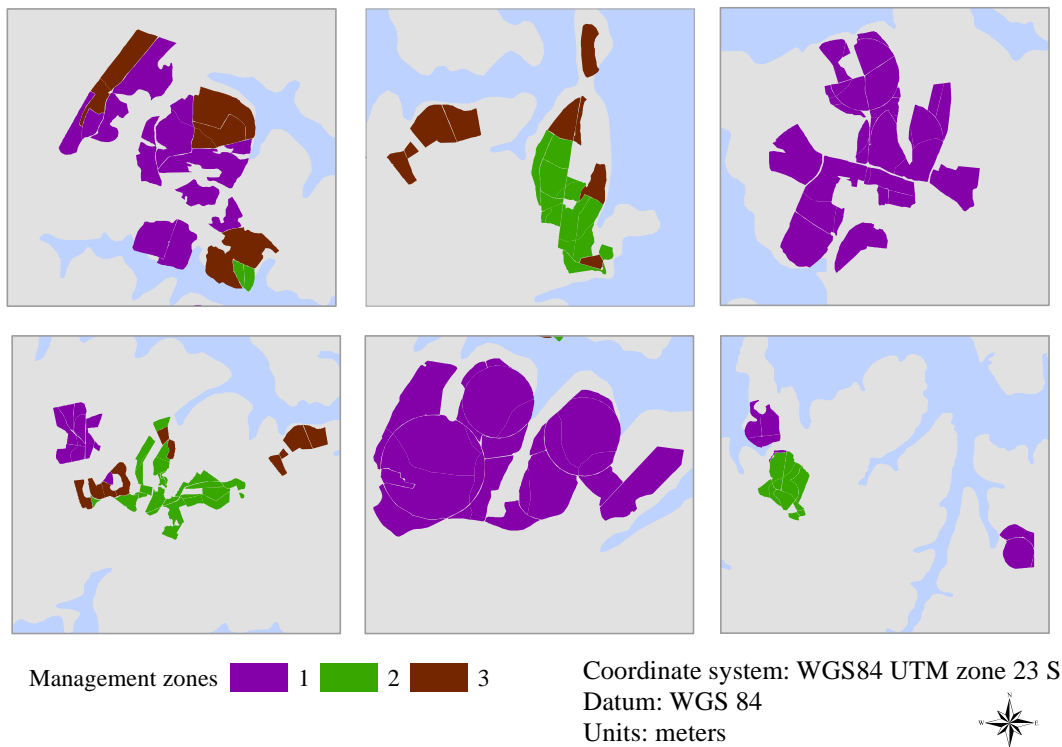 Management zones 1 2 3
Coordinate system: WGS84 UTM zone 23 S
Datum: WGS 84
Units: meters
N
W E
S